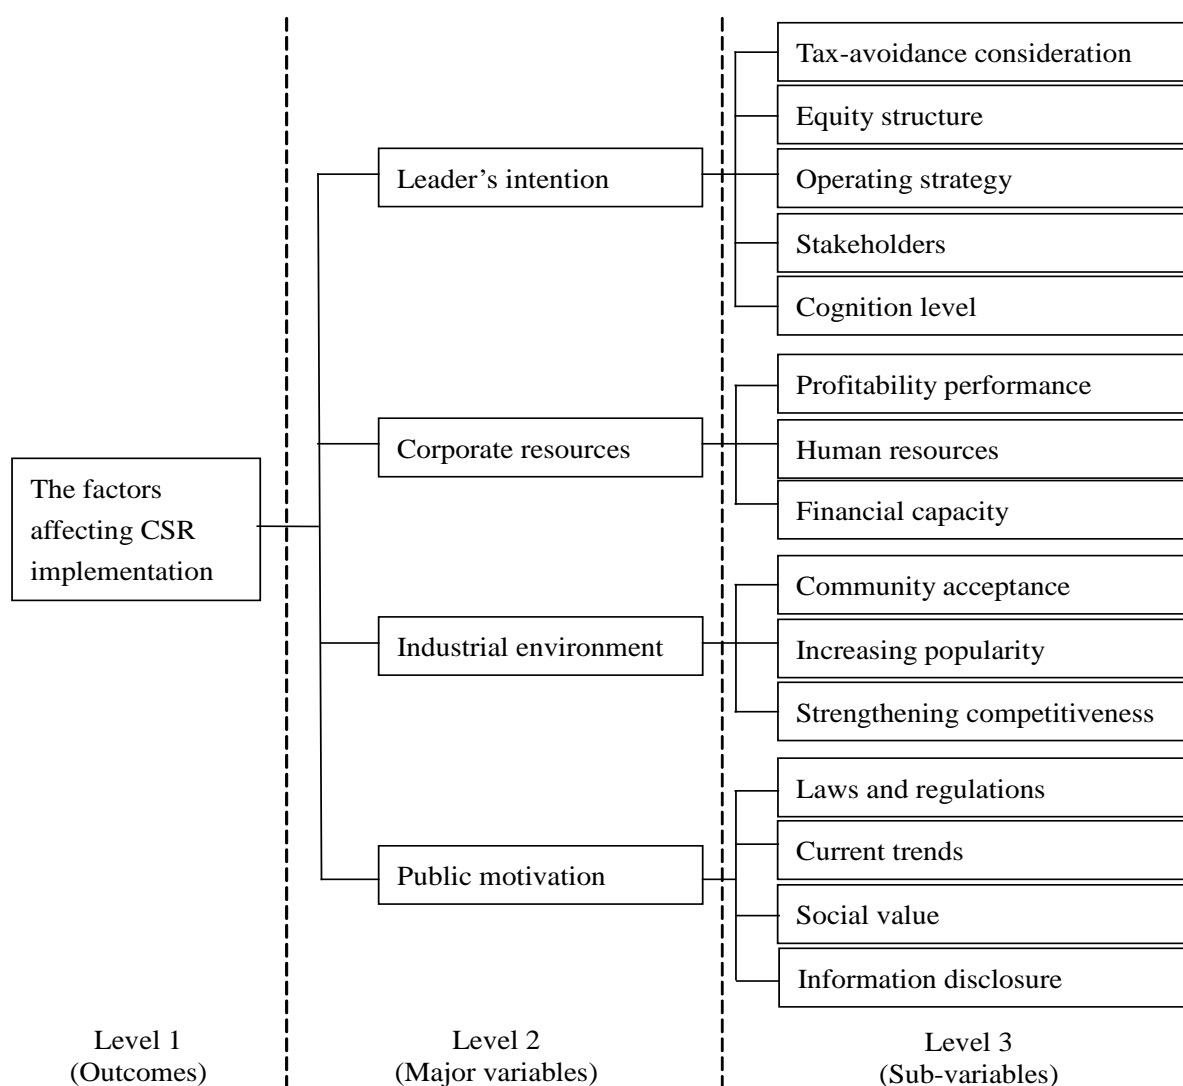 Tax-avoidance consideration
Equity structure
Leader’s intention
Operating strategy
Stakeholders
Cognition level
Profitability performance
Corporate resources
Human resources
Financial capacity
The factors
affecting CSR
implementation
Community acceptance
Industrial environment
Increasing popularity
Strengthening competitiveness
Laws and regulations
Current trends
Public motivation
Social value
Information disclosure
Level 1
(Outcomes)
Level 2
(Major variables)
Level 3
(Sub-variables)